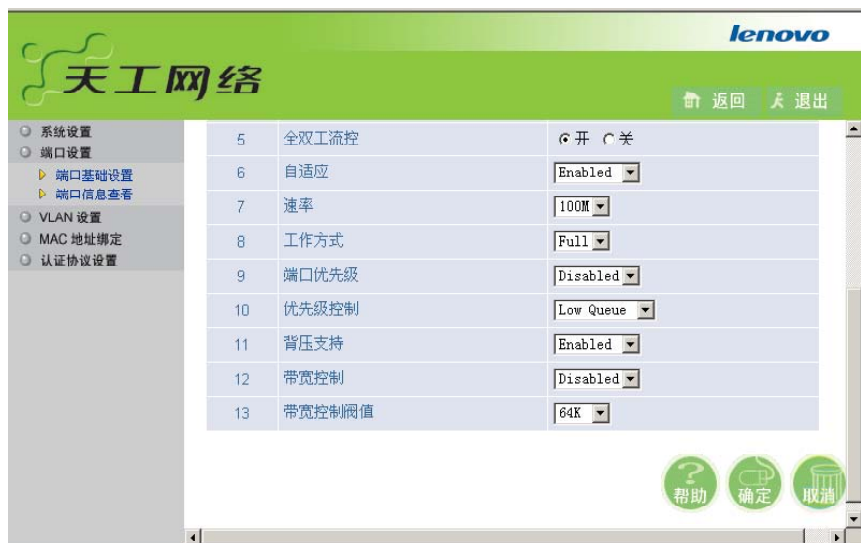 lenovo
天工网络
返回 退出
系统设置
端口设置
端口基础设置
端口信息查看
VLAN 设置
MAC 地址绑定
认证协议设置
5 全双工流控 开 关
6 自适应 Enabled
7 速率 100M
8 工作方式 Full
9 端口优先级 Disabled
10 优先级控制 Low Queue
11 背压支持 Enabled
12 带宽控制 Disabled
13 带宽控制阀值 64K
帮助 确定 取消